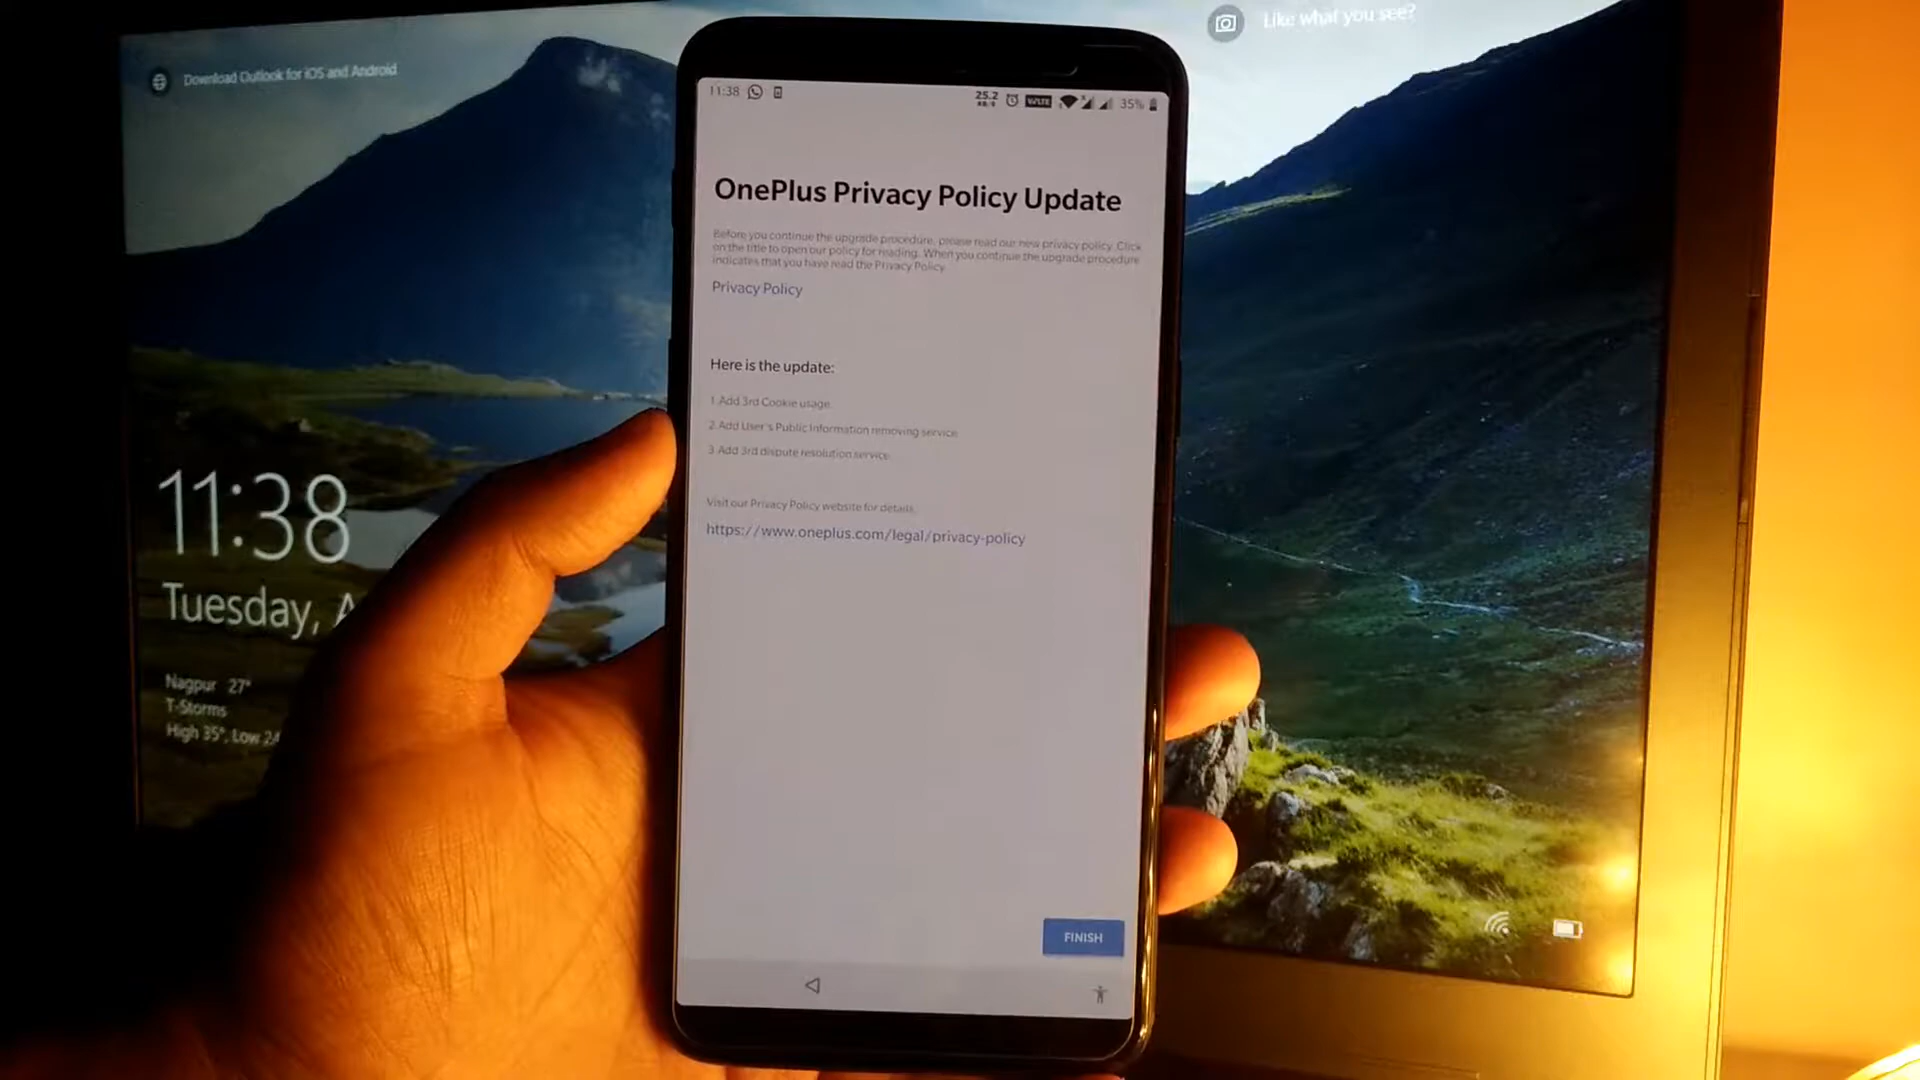 Download Outlook for iOS and Android
Like what you see?
11:38
25.2
KB/S
VoLTE
35%
OnePlus Privacy Policy Update
Before you continue the upgrade procedure, please read our new privacy policy. Click
on the title to open our policy for reading. When you continue the upgrade procedure
indicates that you have read the Privacy Policy.
Privacy Policy
Here is the update:
1 Add 3rd Cookie usage.
2 Add User's Public Information removing service
3 Add 3rd dispute resolution service.
Visit our Privacy Policy website for details.
https://www.oneplus.com/legal/privacy-policy
FINISH
11:38
Tuesday, A
Nagpur 27°
T-Storms
High 35°, Low 24